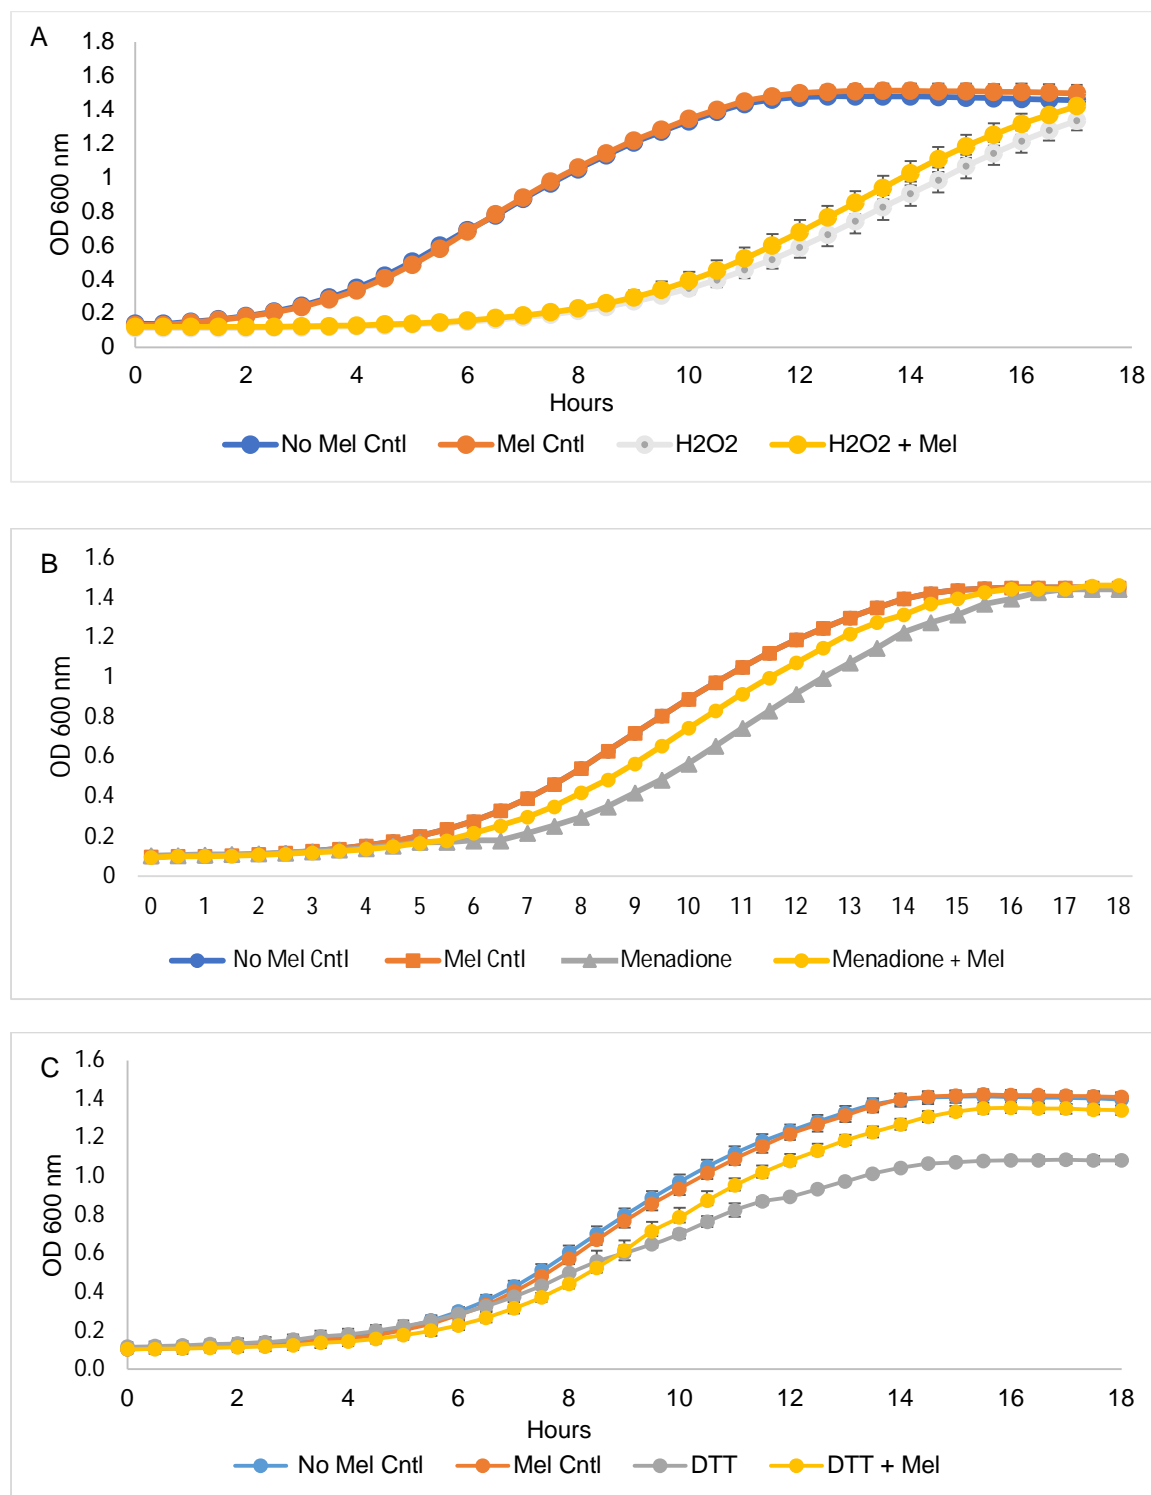 A
1.8
1.6
1.4
1.2
1
0.8
0.6
0.4
0.2
0
OD 600 nm
0 2 4 6 8 10 12 14 16 18
Hours
No Mel Cntl Mel Cntl H2O2 H2O2 + Mel
B
1.6
1.4
1.2
1
0.8
0.6
0.4
0.2
0
OD 600 nm
0 1 2 3 4 5 6 7 8 9 10 11 12 13 14 15 16 17 18
No Mel Cntl Mel Cntl Menadione Menadione + Mel
C
1.6
1.4
1.2
1.0
0.8
0.6
0.4
0.2
0.0
OD 600 nm
0 2 4 6 8 10 12 14 16 18
Hours
No Mel Cntl Mel Cntl DTT DTT + Mel